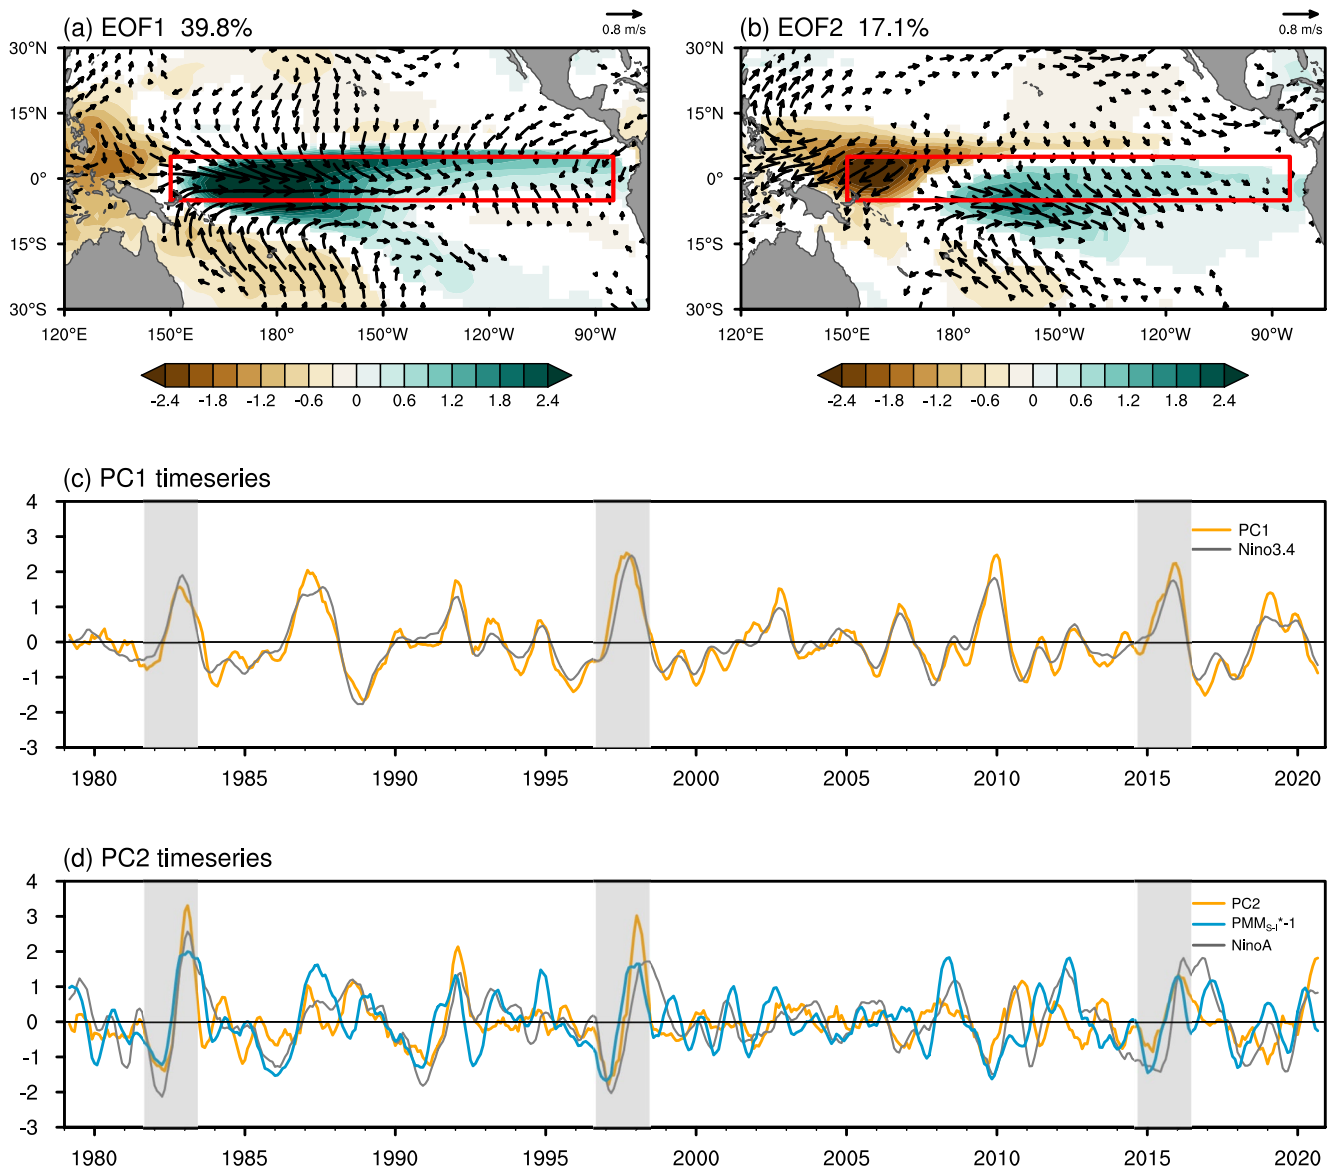 (a) EOF1 39.8%
0.8 m/s
30°N
15°N
0°
15°S
30°S
120°E 150°E 180° 150°W 120°W 90°W
-2.4 -1.8 -1.2 -0.6 0 0.6 1.2 1.8 2.4
(b) EOF2 17.1%
0.8 m/s
30°N
15°N
0°
15°S
30°S
120°E 150°E 180° 150°W 120°W 90°W
-2.4 -1.8 -1.2 -0.6 0 0.6 1.2 1.8 2.4
(c) PC1 timeseries
4
3
2
1
0
-1
-2
-3
PC1
Nino3.4
1980 1985 1990 1995 2000 2005 2010 2015 2020
(d) PC2 timeseries
4
3
2
1
0
-1
-2
-3
PC2
PMM_S-I*-1
NinoA
1980 1985 1990 1995 2000 2005 2010 2015 2020